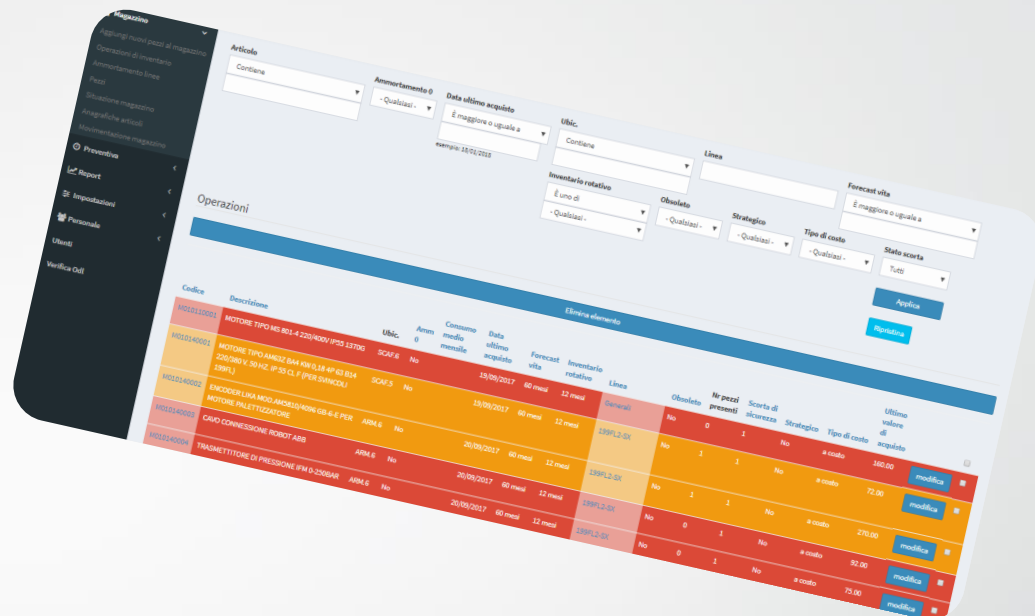 Magazzino
Aggiungi nuovi pezzi al magazzino
Operazioni di inventario
Ammortamento linea
Pezzi
Situazione magazzino
Anagrafiche articoli
Movimentazione magazzino
Preventiva
Report
Impostazioni
Personale
Utenti
Verifica Odl
Articolo
Contiene
Ammortamento 0
- Qualsiasi -
Data ultimo acquisto
È maggiore o uguale a
esempio: 18/01/2018
Ubic.
Contiene
Linea
Forecast vita
È maggiore o uguale a
Inventario rotativo
È uno di
- Qualsiasi -
Obsoleto
- Qualsiasi -
Strategico
- Qualsiasi -
Tipo di costo
- Qualsiasi -
Stato scorta
Tutti
Applica
Ripristina
Operazioni
Elimina elemento
Codice Descrizione Ubic. Amm 0 Consumo medio mensile Data ultimo acquisto Forecast vita Inventario rotativo Linea Obsoleto Nr pezzi presenti Scorta di sicurezza Strategico Tipo di costo Ultimo valore di acquisto
M010110001 MOTORE TIPO MS 801-4 220/400V IP55 1370G SCAF.6 No 19/09/2017 60 mesi 12 mesi Generali No 0 1 No a costo 160.00 modifica
M010140001 MOTORE TIPO AM63Z BA4 KW 0,18 4P 63 B14 220/380 V. 50 HZ. IP 55 CL F (PER SVINCOLI 199FL) SCAF.5 No 19/09/2017 60 mesi 12 mesi 199FL2-SX No 1 1 No a costo 72.00 modifica
M010140002 ENCODER LIKA MOD.AMS810/4096 GB-6-E PER MOTORE PALETTIZZATORE ARM.6 No 20/09/2017 60 mesi 12 mesi 199FL2-SX No 1 1 No a costo 270.00 modifica
M010140003 CAVO CONNESSIONE ROBOT ABB ARM.6 No 20/09/2017 60 mesi 12 mesi 199FL2-SX No 0 1 No a costo 92.00 modifica
M010140004 TRASMETTITORE DI PRESSIONE IFM 0-250BAR ARM.6 No 20/09/2017 60 mesi 12 mesi 199FL2-SX No 0 1 No a costo 75.00 modifica